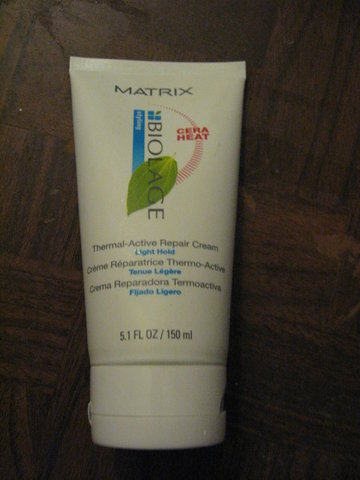 MATRIX
styling
BIOLAGE
CERA
HEAT
Thermal-Active Repair Cream
Light Hold
Crème Réparatrice Thermo-Active
Tenue Légère
Crema Reparadora Termoactiva
Fijado Ligero
5.1 FL OZ / 150 ml